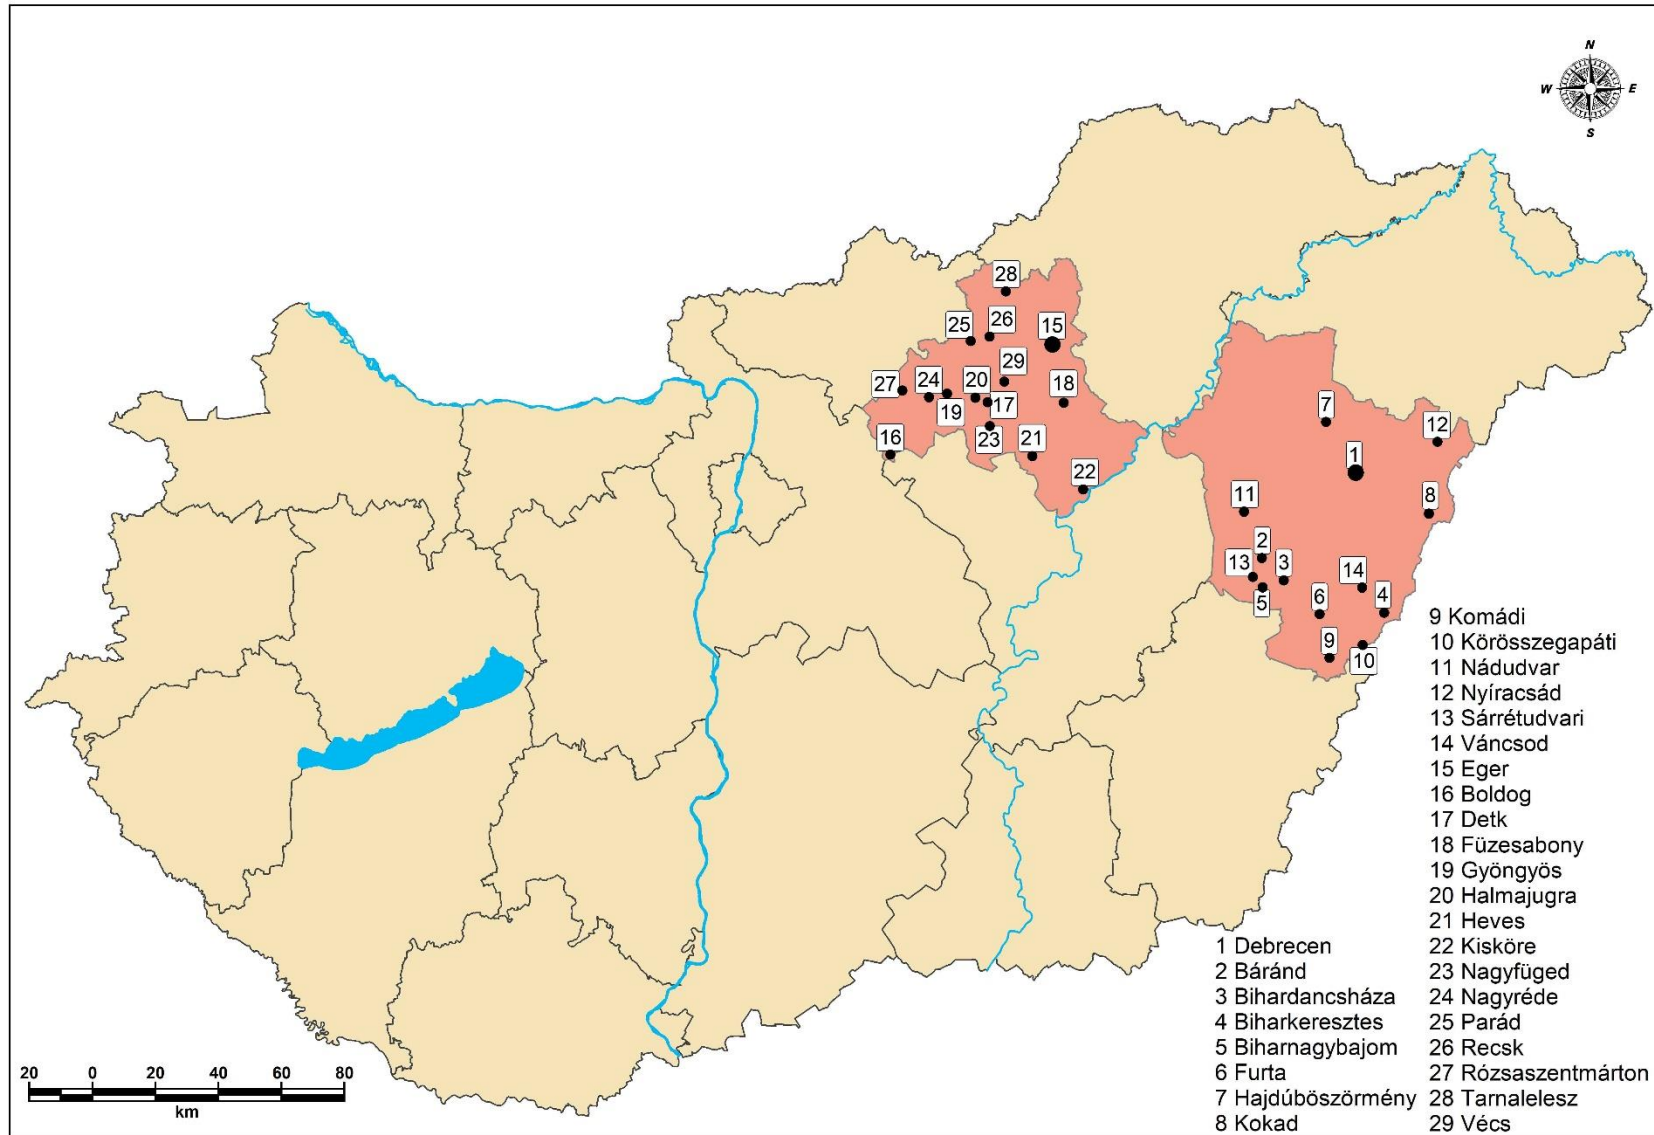 N
W E
S
28
25
26
15
29
27
24
20
18
19
17
16
23
21
22
7
12
1
11
8
2
13
3
14
5
6
4
9
10
9 Komádi
10 Körösszegapáti
11 Nádudvar
12 Nyíracsád
13 Sárrétudvari
14 Váncsod
15 Eger
16 Boldog
17 Detk
18 Füzesabony
19 Gyöngyös
20 Halmajugra
21 Heves
22 Kisköre
23 Nagyfüged
24 Nagyréde
25 Parád
26 Recsk
27 Rózsaszentmárton
28 Tarnalelesz
29 Vécs
1 Debrecen
2 Báránd
3 Bihardancsháza
4 Biharkeresztes
5 Biharnagybajom
6 Furta
7 Hajdúböszörmény
8 Kokad
20 0 20 40 60 80
km